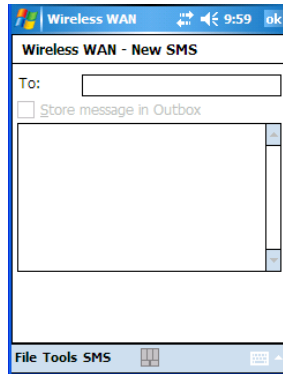 Wireless WAN 9:59 ok
Wireless WAN - New SMS
To:
Store message in Outbox
File Tools SMS